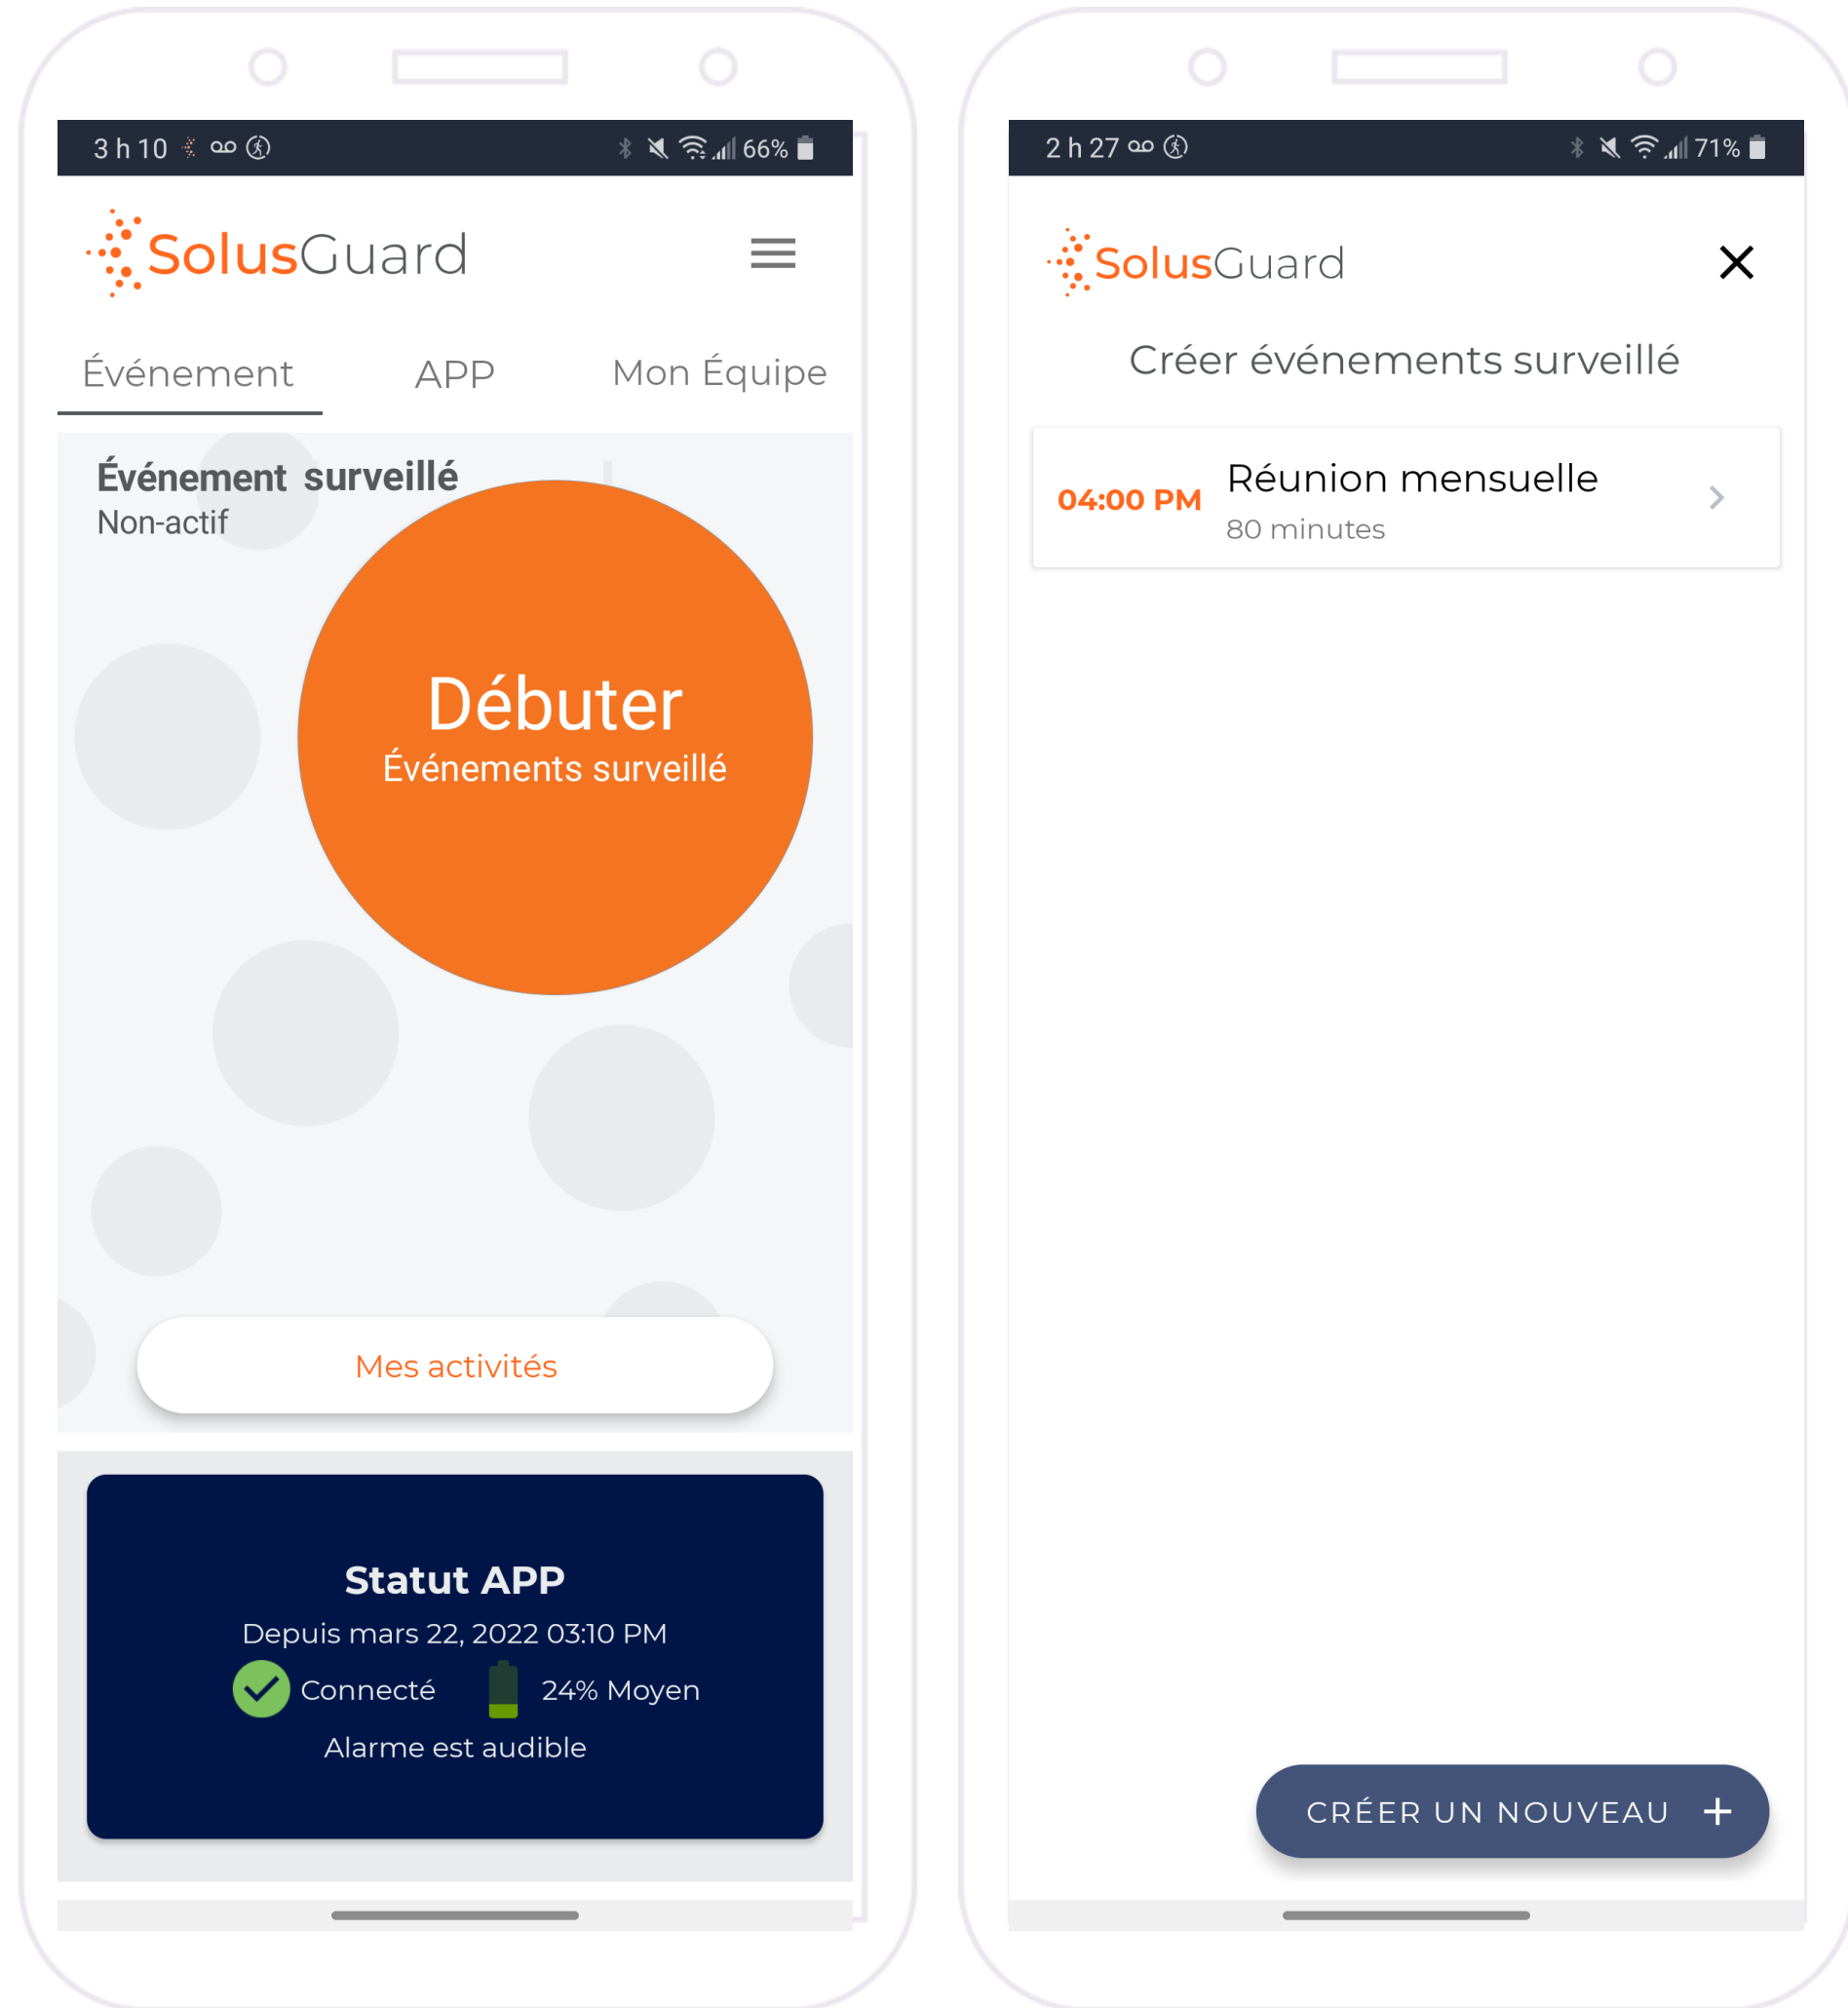 3 h 10
66%
SolusGuard
Événement
APP
Mon Équipe
Événement surveillé
Non-actif
Débuter
Événements surveillé
Mes activités
Statut APP
Depuis mars 22, 2022 03:10 PM
Connecté
24% Moyen
Alarme est audible
2 h 27
71%
SolusGuard
Créer événements surveillé
04:00 PM
Réunion mensuelle
80 minutes
CRÉER UN NOUVEAU +